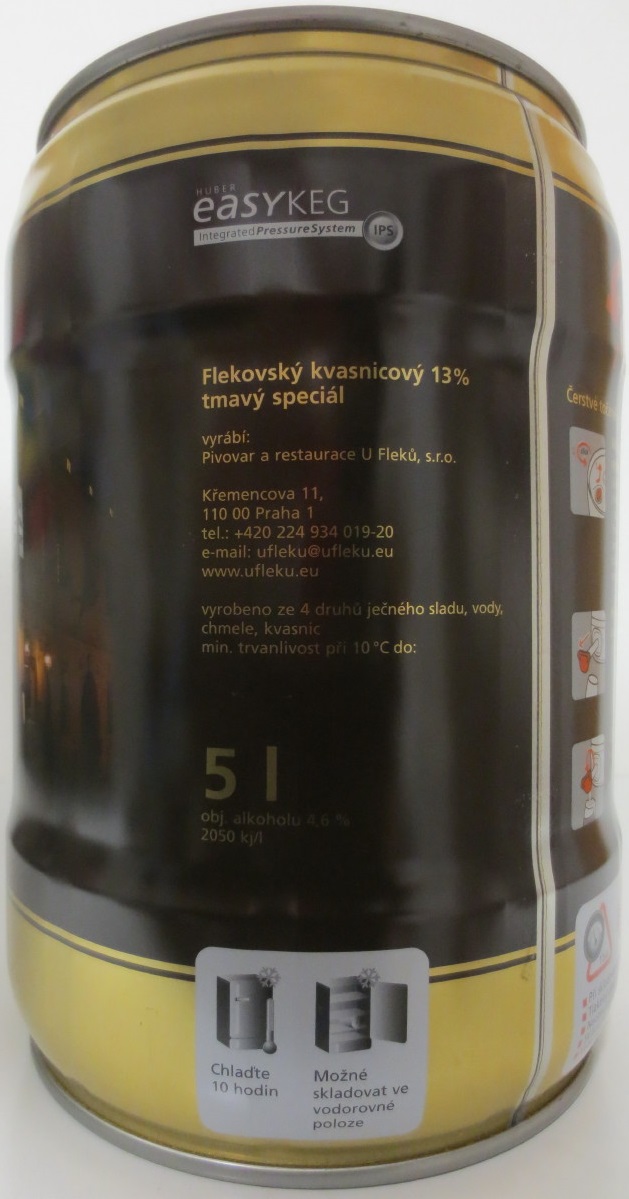 HUBER
easyKEG
IntegratedPressureSystem IPS
Flekovský kvasnicový 13%
tmavý speciál
vyrábí:
Pivovar a restaurace U Fleků, s.r.o.
Křemencova 11,
110 00 Praha 1
tel.: +420 224 934 019-20
e-mail: ufleku@ufleku.eu
www.ufleku.eu
vyrobeno ze 4 druhů ječného sladu, vody,
chmele, kvasnic
min. trvanlivost při 10 °C do:
5 l
obj. alkoholu 4,6 %
2050 kj/l
Chlaďte
10 hodin
Možné
skladovat ve
vodorovné
poloze
Čerstvé